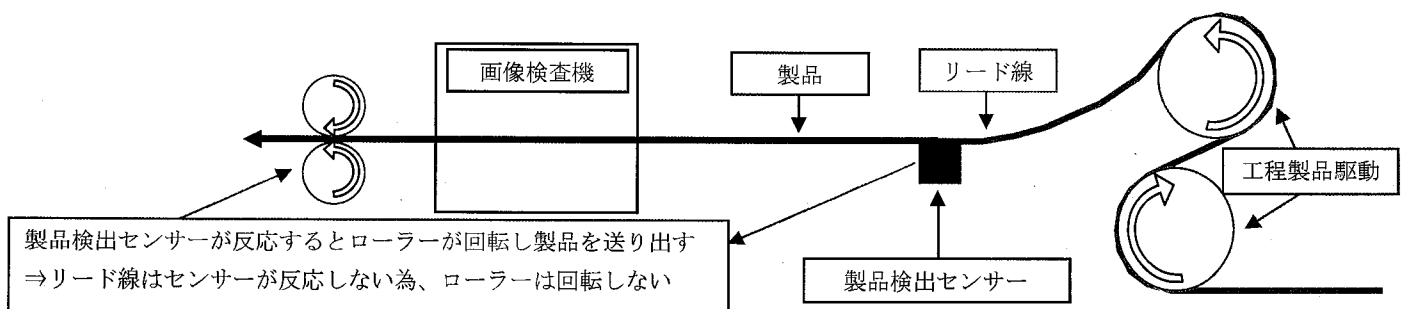 画像検査機
製品
リード線
工程製品駆動
製品検出センサーが反応するとローラーが回転し製品を送り出す
⇒リード線はセンサーが反応しない為、ローラーは回転しない
製品検出センサー